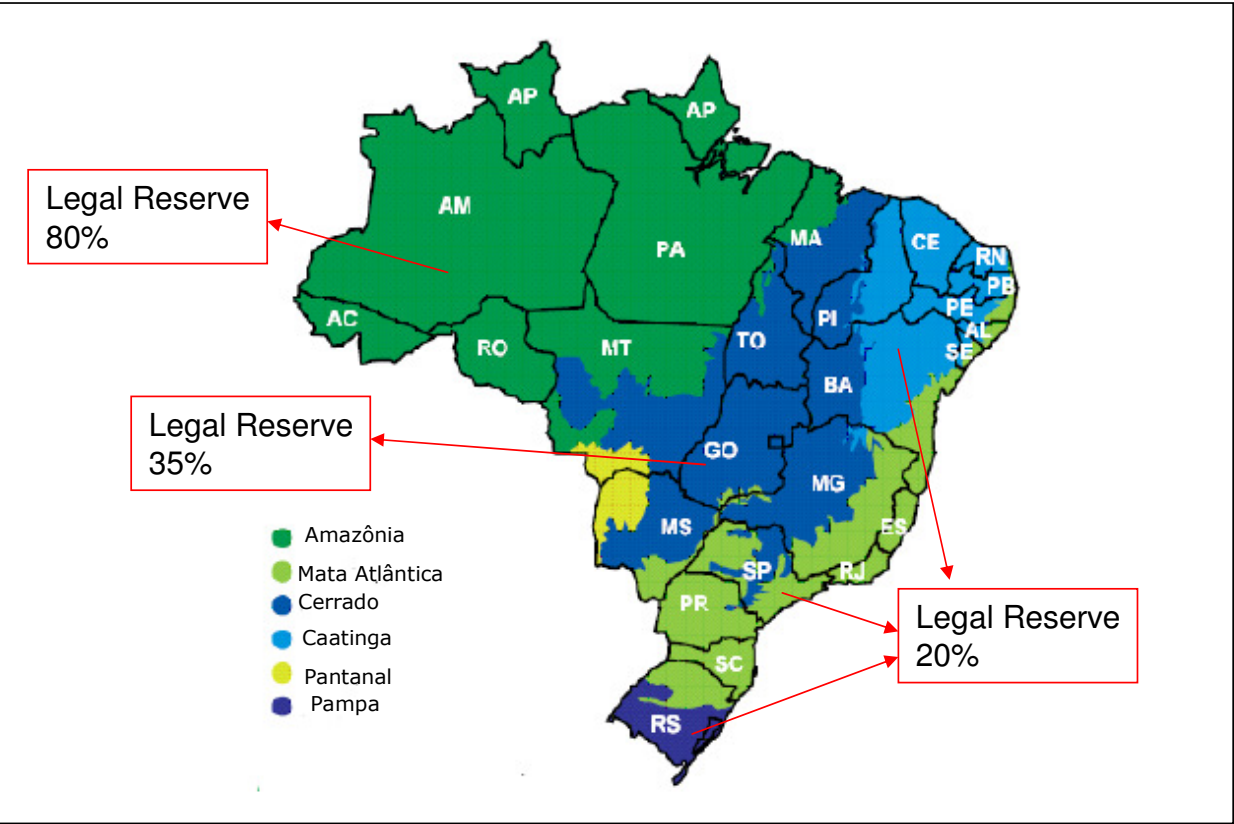 AP
AP
Legal Reserve
80%
AM
PA
MA
CE
RN
PB
PE
AL
SE
AC
RO
MT
TO
PI
BA
Legal Reserve
35%
GO
MG
MS
ES
Amazônia
Mata Atlântica
Cerrado
Caatinga
Pantanal
Pampa
SP
RJ
PR
SC
RS
Legal Reserve
20%